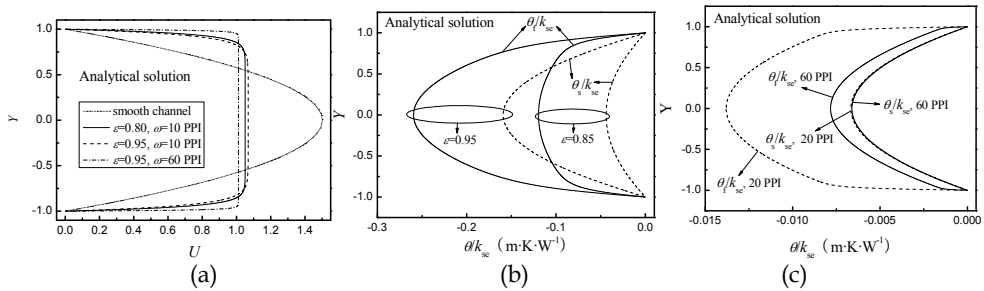 Analytical solution
smooth channel
ε=0.80, ω=10 PPI
ε=0.95, ω=10 PPI
ε=0.95, ω=60 PPI
Y
1.0
0.5
0.0
-0.5
-1.0
0.0 0.2 0.4 0.6 0.8 1.0 1.2 1.4
U
(a)
Analytical solution
θf/kse
θs/kse
ε=0.95
ε=0.85
Y
1.0
0.5
0.0
-0.5
-1.0
-0.3 -0.2 -0.1 0.0
θ/kse (m·K·W-1)
(b)
Analytical solution
θf/kse, 60 PPI
θs/kse, 60 PPI
θs/kse, 20 PPI
θf/kse, 20 PPI
Y
1.0
0.5
0.0
-0.5
-1.0
-0.015 -0.010 -0.005 0.000
θ/kse (m·K·W-1)
(c)